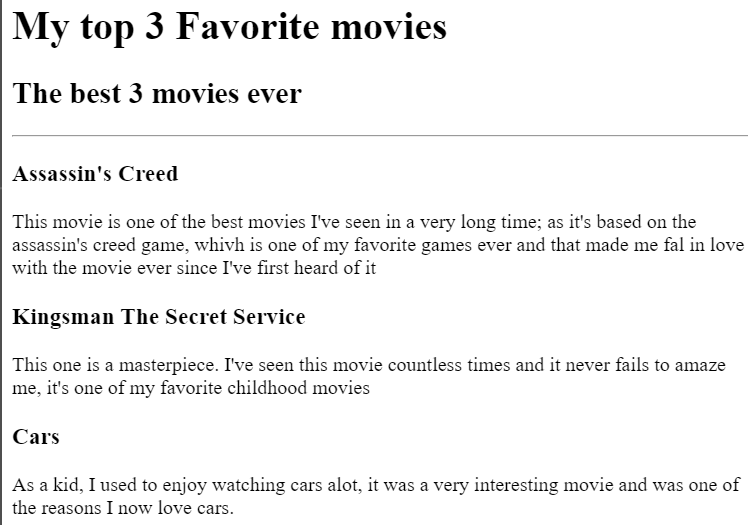 My top 3 Favorite movies
The best 3 movies ever
Assassin's Creed
This movie is one of the best movies I've seen in a very long time; as it's based on the
assassin's creed game, whivh is one of my favorite games ever and that made me fal in love
with the movie ever since I've first heard of it
Kingsman The Secret Service
This one is a masterpiece. I've seen this movie countless times and it never fails to amaze
me, it's one of my favorite childhood movies
Cars
As a kid, I used to enjoy watching cars alot, it was a very interesting movie and was one of
the reasons I now love cars.